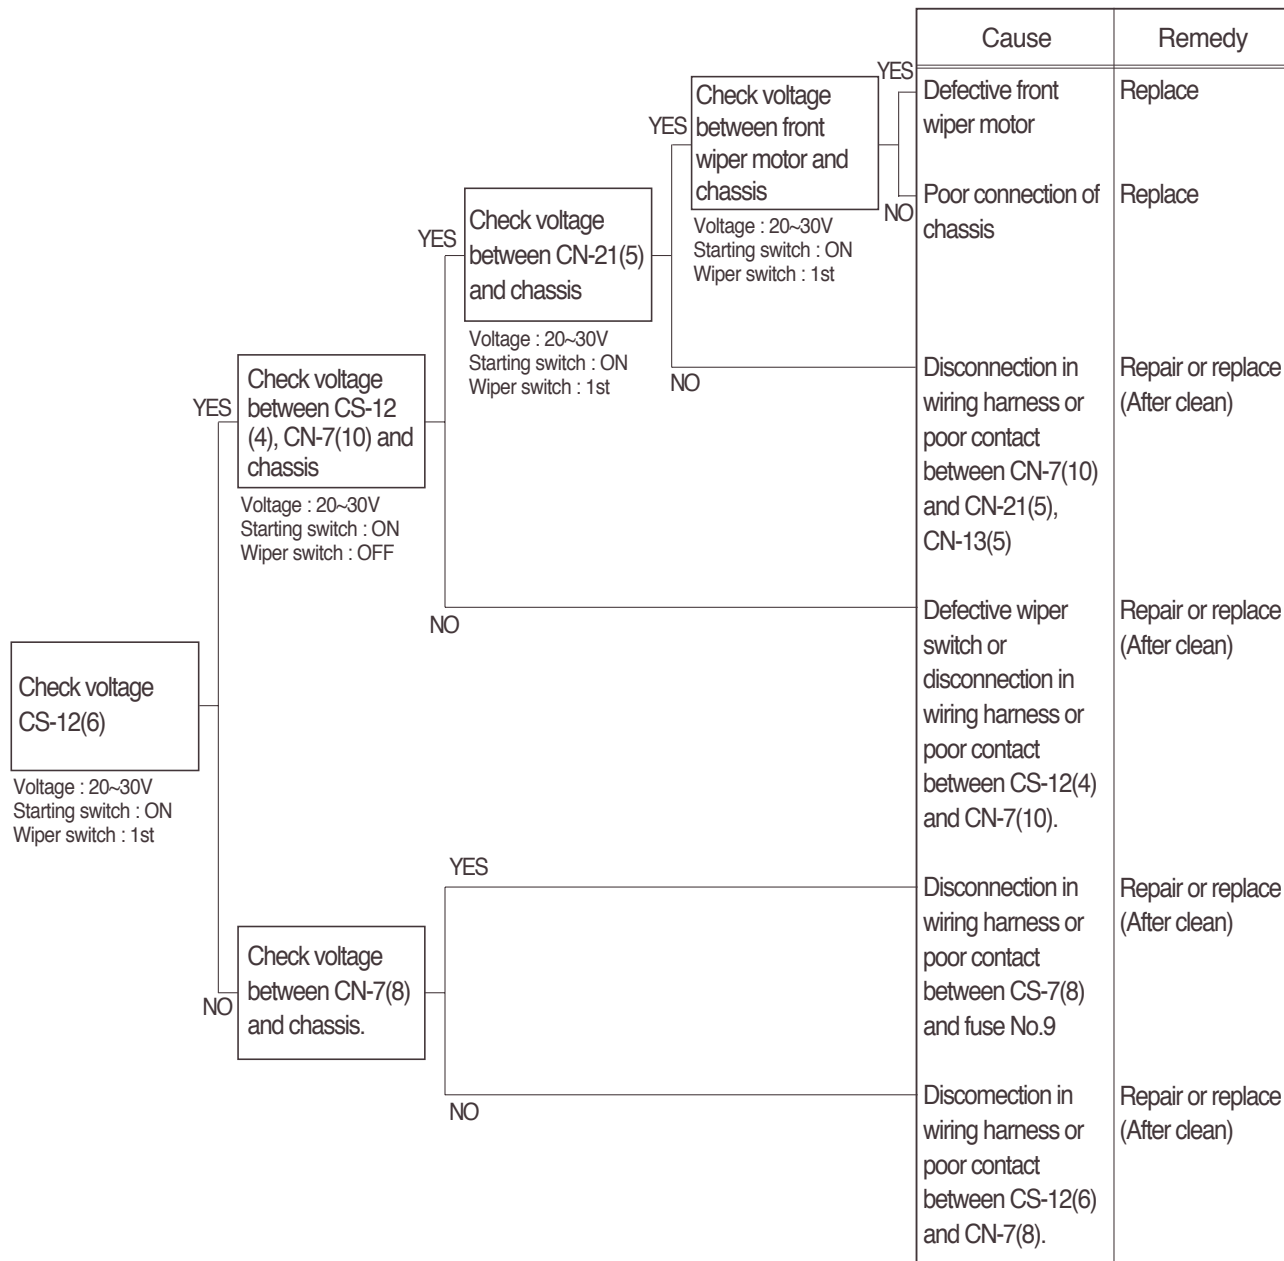 Cause
Remedy
YES
Defective front
wiper motor
Replace
Check voltage
between front
wiper motor and
chassis
YES
NO
Poor connection of
chassis
Replace
Voltage : 20~30V
Starting switch : ON
Wiper switch : 1st
Check voltage
between CN-21(5)
and chassis
YES
Voltage : 20~30V
Starting switch : ON
Wiper switch : 1st
NO
Disconnection in
wiring harness or
poor contact
between CN-7(10)
and CN-21(5),
CN-13(5)
Repair or replace
(After clean)
YES
Check voltage
between CS-12
(4), CN-7(10) and
chassis
Voltage : 20~30V
Starting switch : ON
Wiper switch : OFF
NO
Defective wiper
switch or
disconnection in
wiring harness or
poor contact
between CS-12(4)
and CN-7(10).
Repair or replace
(After clean)
Check voltage
CS-12(6)
Voltage : 20~30V
Starting switch : ON
Wiper switch : 1st
YES
Disconnection in
wiring harness or
poor contact
between CS-7(8)
and fuse No.9
Repair or replace
(After clean)
NO
Check voltage
between CN-7(8)
and chassis.
NO
Discomection in
wiring harness or
poor contact
between CS-12(6)
and CN-7(8).
Repair or replace
(After clean)